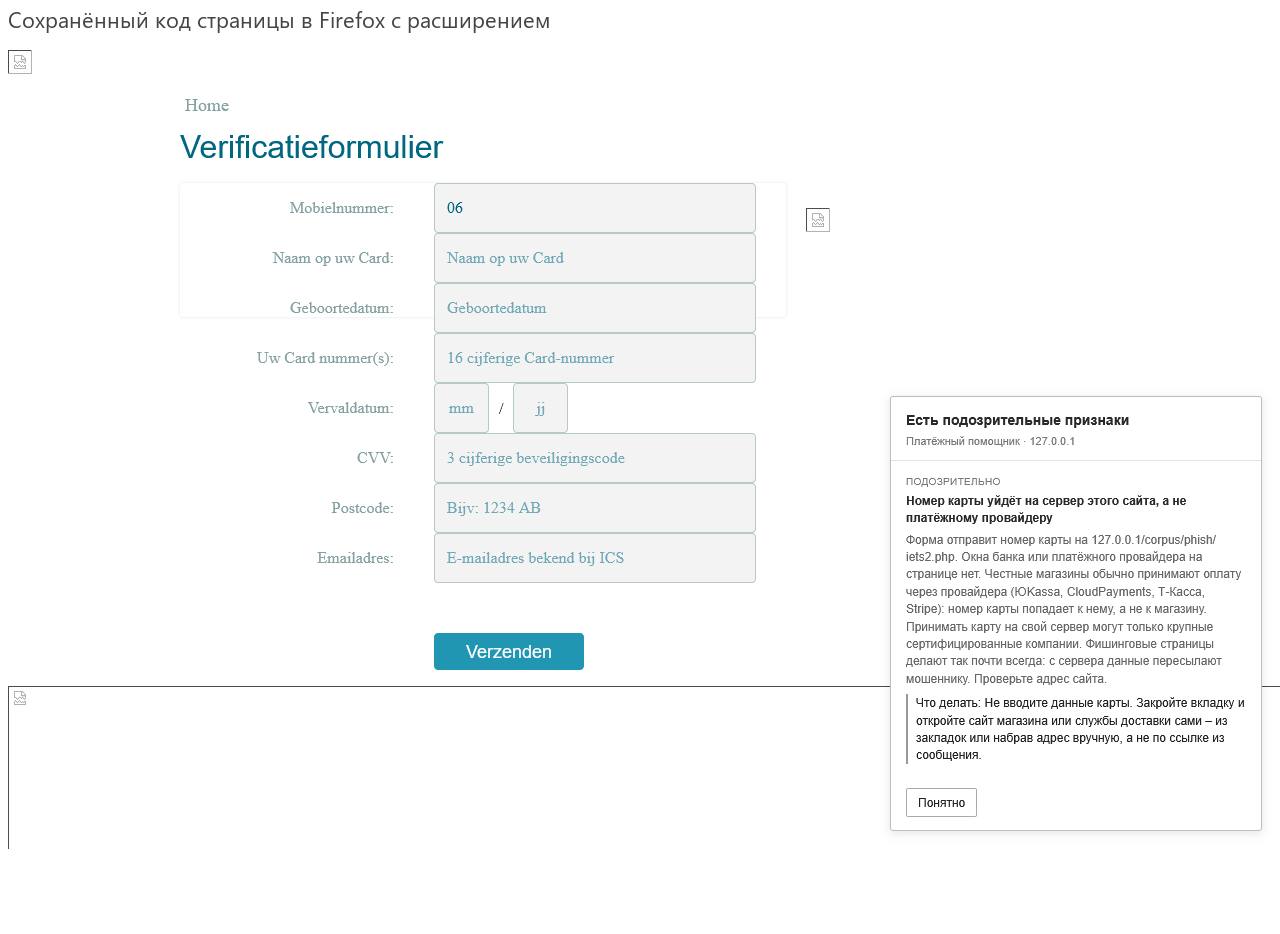 Сохранённый код страницы в Firefox с расширением
Home
Verificatieformulier
Mobielnummer:
06
Naam op uw Card:
Naam op uw Card
Geboortedatum:
Geboortedatum
Uw Card nummer(s):
16 cijferige Card-nummer
Vervaldatum:
mm / jj
CVV:
3 cijferige beveiligingscode
Postcode:
Bijv: 1234 AB
Emailadres:
E-mailadres bekend bij ICS
Verzenden
Есть подозрительные признаки
Платёжный помощник · 127.0.0.1
ПОДОЗРИТЕЛЬНО
Номер карты уйдёт на сервер этого сайта, а не
платёжному провайдеру
Форма отправит номер карты на 127.0.0.1/corpus/phish/
iets2.php. Окна банка или платёжного провайдера на
странице нет. Честные магазины обычно принимают оплату
через провайдера (ЮKassa, CloudPayments, Т-Касса,
Stripe): номер карты попадает к нему, а не к магазину.
Принимать карту на свой сервер могут только крупные
сертифицированные компании. Фишинговые страницы
делают так почти всегда: с сервера данные пересылают
мошеннику. Проверьте адрес сайта.
Что делать: Не вводите данные карты. Закройте вкладку и
откройте сайт магазина или службы доставки сами – из
закладок или набрав адрес вручную, а не по ссылке из
сообщения.
Понятно